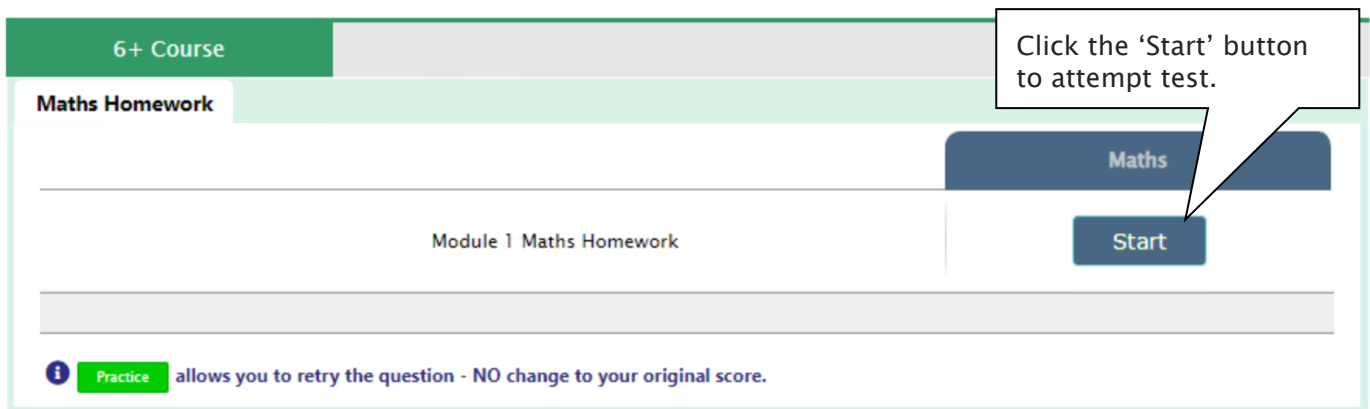 6+ Course
Click the ‘Start’ button
to attempt test.
Maths Homework
Maths
Module 1 Maths Homework
Start
Practice allows you to retry the question - NO change to your original score.